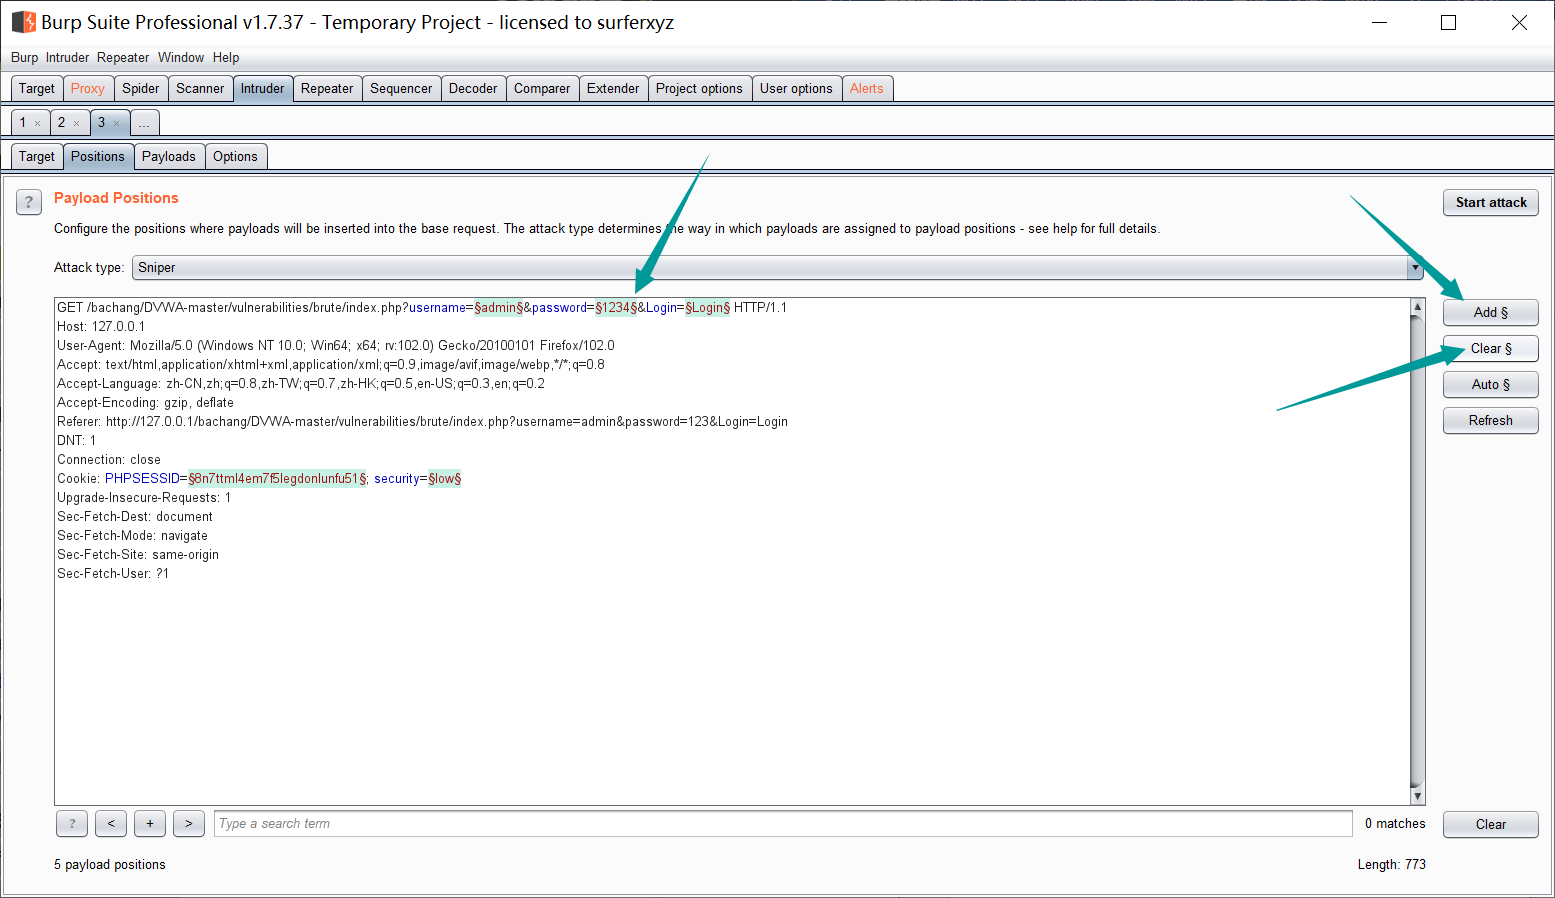 Burp Suite Professional v1.7.37 - Temporary Project - licensed to surferxyz
Burp Intruder Repeater Window Help
Target Proxy Spider Scanner Intruder Repeater Sequencer Decoder Comparer Extender Project options User options Alerts
1 × 2 × 3 × ...
Target Positions Payloads Options
? Payload Positions Start attack
Configure the positions where payloads will be inserted into the base request. The attack type determines the way in which payloads are assigned to payload positions - see help for full details.
Attack type: Sniper
GET /bachang/DVWA-master/vulnerabilities/brute/index.php?username=§admin§&password=§1234§&Login=§Login§ HTTP/1.1
Host: 127.0.0.1
User-Agent: Mozilla/5.0 (Windows NT 10.0; Win64; x64; rv:102.0) Gecko/20100101 Firefox/102.0
Accept: text/html,application/xhtml+xml,application/xml;q=0.9,image/avif,image/webp,*/*;q=0.8
Accept-Language: zh-CN,zh;q=0.8,zh-TW;q=0.7,zh-HK;q=0.5,en-US;q=0.3,en;q=0.2
Accept-Encoding: gzip, deflate
Referer: http://127.0.0.1/bachang/DVWA-master/vulnerabilities/brute/index.php?username=admin&password=123&Login=Login
DNT: 1
Connection: close
Cookie: PHPSESSID=§8n7ttml4em7f5legdonlunfu51§; security=§low§
Upgrade-Insecure-Requests: 1
Sec-Fetch-Dest: document
Sec-Fetch-Mode: navigate
Sec-Fetch-Site: same-origin
Sec-Fetch-User: ?1
Add §
Clear §
Auto §
Refresh
? < + > Type a search term 0 matches Clear
5 payload positions Length: 773